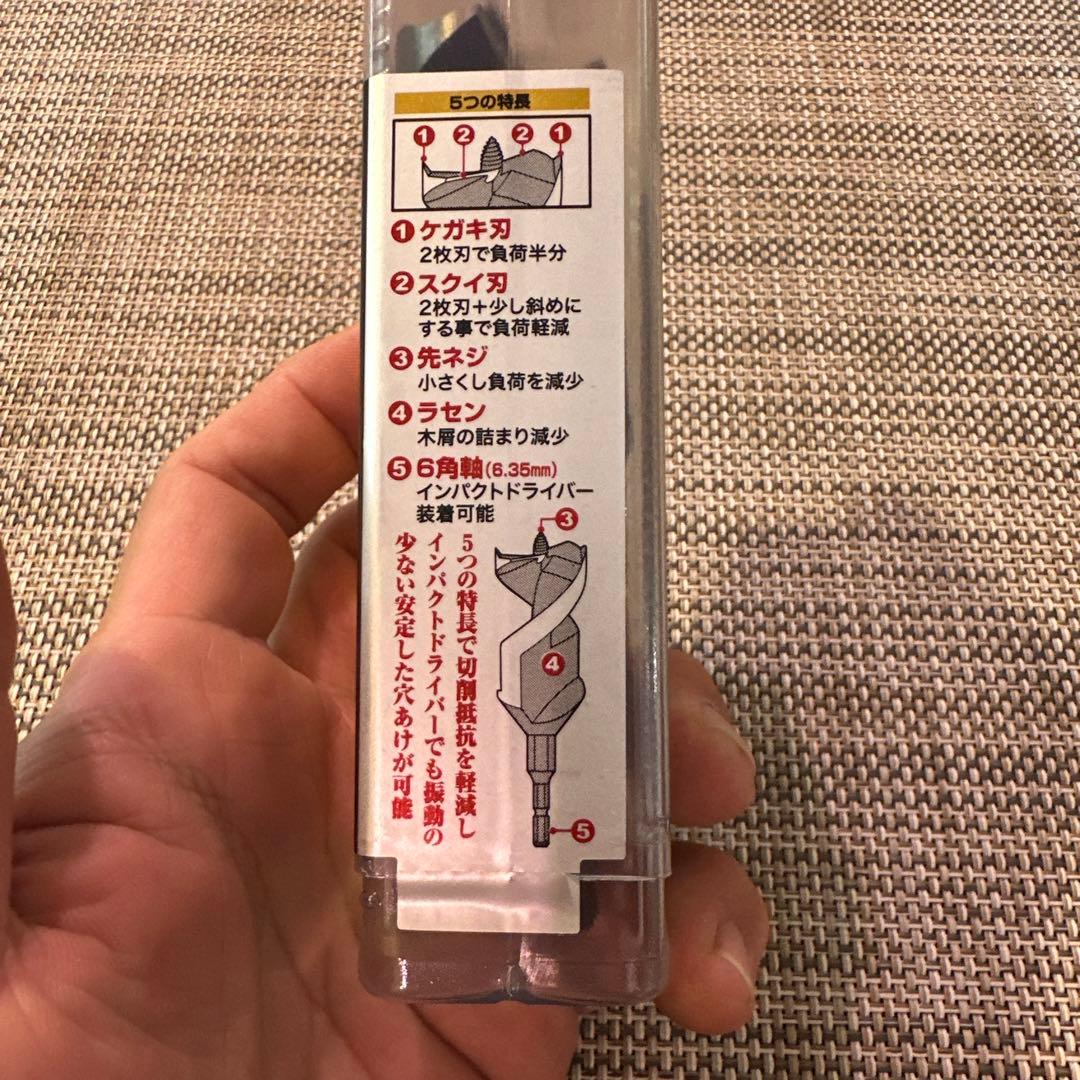 5つの特長
1 2 2 1
❶ケガキ刃
2枚刃で負荷半分
❷スクイ刃
2枚刃＋少し斜めに
する事で負荷軽減
❸先ネジ
小さくし負荷を減少
❹ラセン
木屑の詰まり減少
❺6角軸(6.35mm)
インパクトドライバー
装着可能
3
4
5
5つの特長で切削抵抗を軽減し
インパクトドライバーでも振動の
少ない安定した穴あけが可能